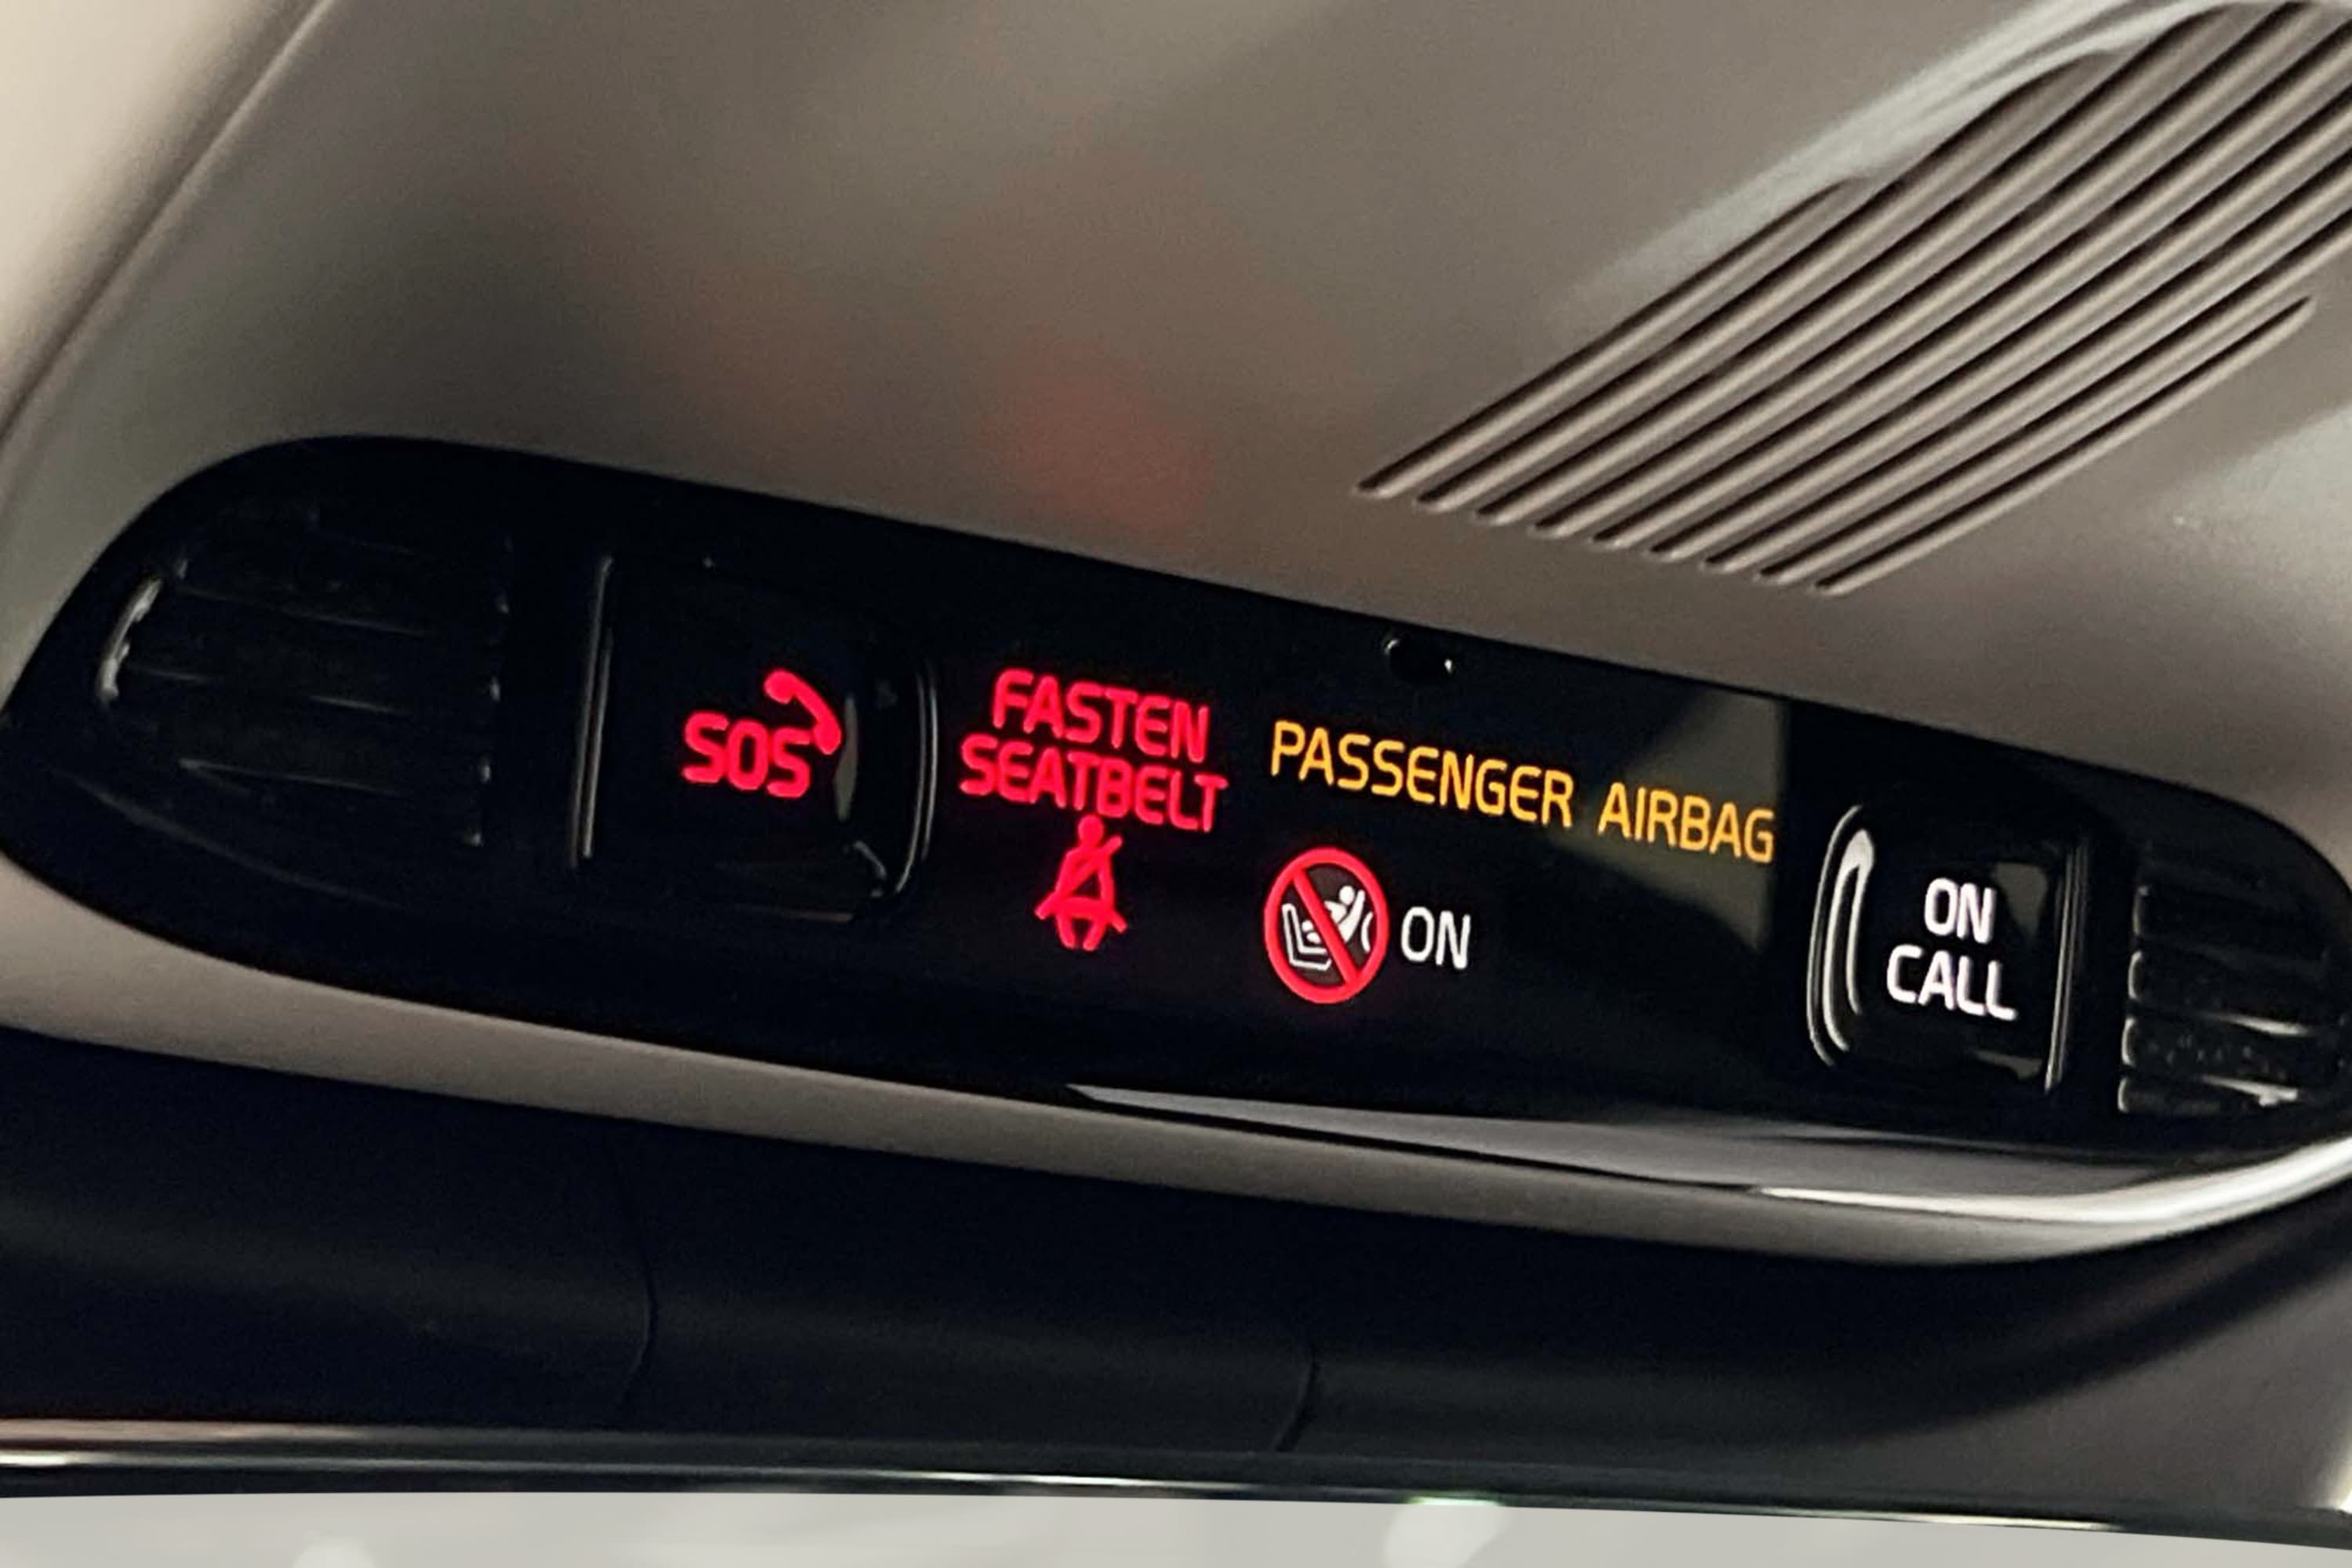 SOS
FASTEN
SEATBELT
PASSENGER AIRBAG
ON
ON
CALL